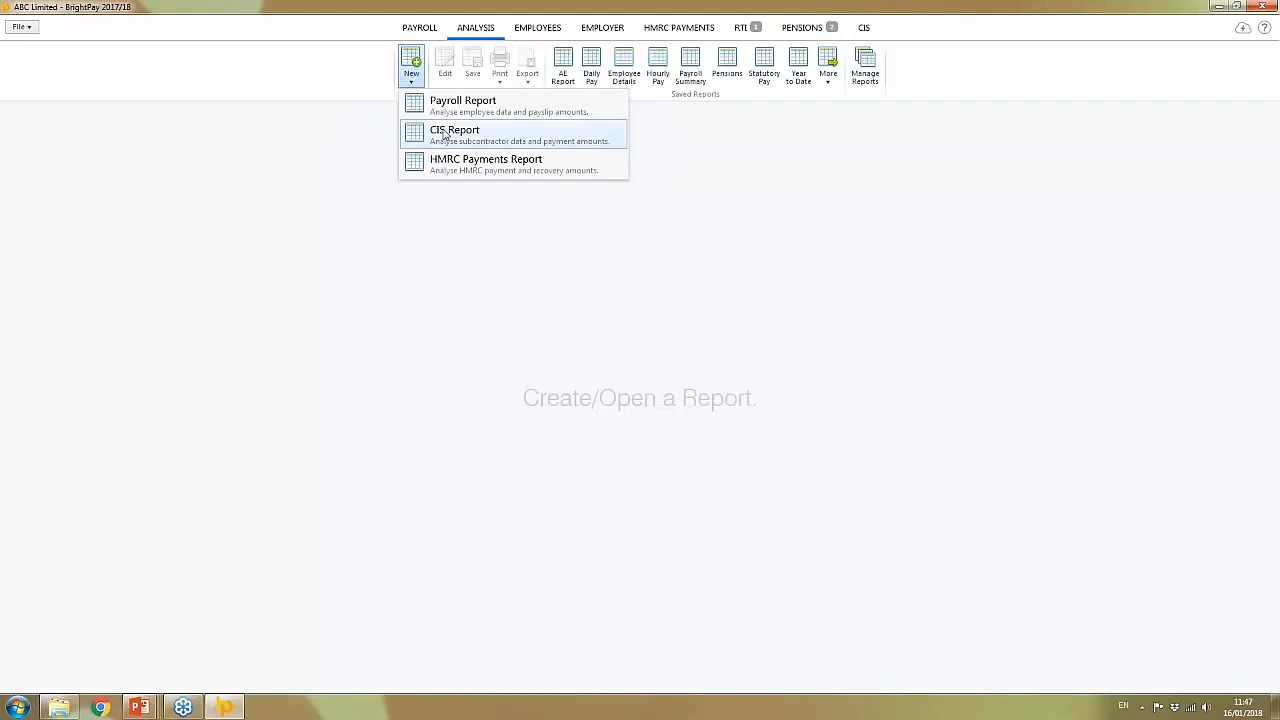 ABC Limited - BrightPay 2017/18
File
PAYROLL ANALYSIS EMPLOYEES EMPLOYER HMRC PAYMENTS RTI 1 PENSIONS 2 CIS
New Edit Save Print Export AE Report Daily Pay Employee Details Hourly Pay Payroll Summary Pensions Statutory Pay Year to Date More Manage Reports
Saved Reports
Payroll Report
Analyse employee data and payslip amounts.
CIS Report
Analyse subcontractor data and payment amounts.
HMRC Payments Report
Analyse HMRC payment and recovery amounts.
Create/Open a Report.
EN
11:47
16/01/2018